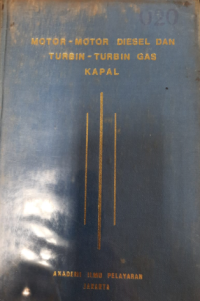 MOTOR-MOTOR DIESEL DAN
TURBIN-TURBIN GAS
KAPAL
AKADEMI ILMU PELAYARAN
JAKARTA